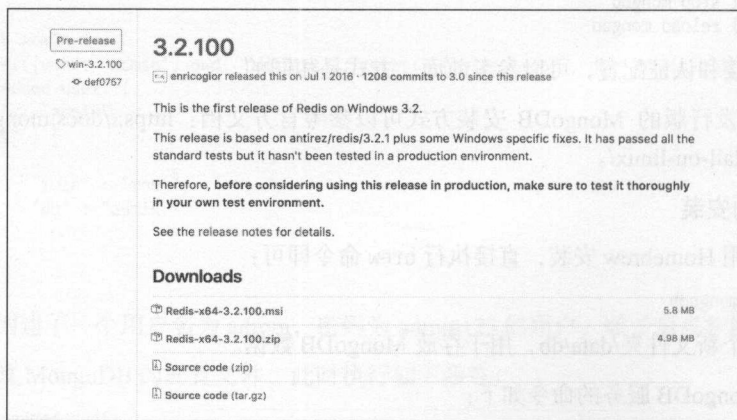 Pre-release
win-3.2.100
def0757
3.2.100
enricogior released this on Jul 1 2016 · 1208 commits to 3.0 since this release
This is the first release of Redis on Windows 3.2.
This release is based on antirez/redis/3.2.1 plus some Windows specific fixes. It has passed all the
standard tests but it hasn't been tested in a production environment.
Therefore, before considering using this release in production, make sure to test it thoroughly
in your own test environment.
See the release notes for details.
Downloads
Redis-x64-3.2.100.msi 5.8 MB
Redis-x64-3.2.100.zip 4.98 MB
Source code (zip)
Source code (tar.gz)